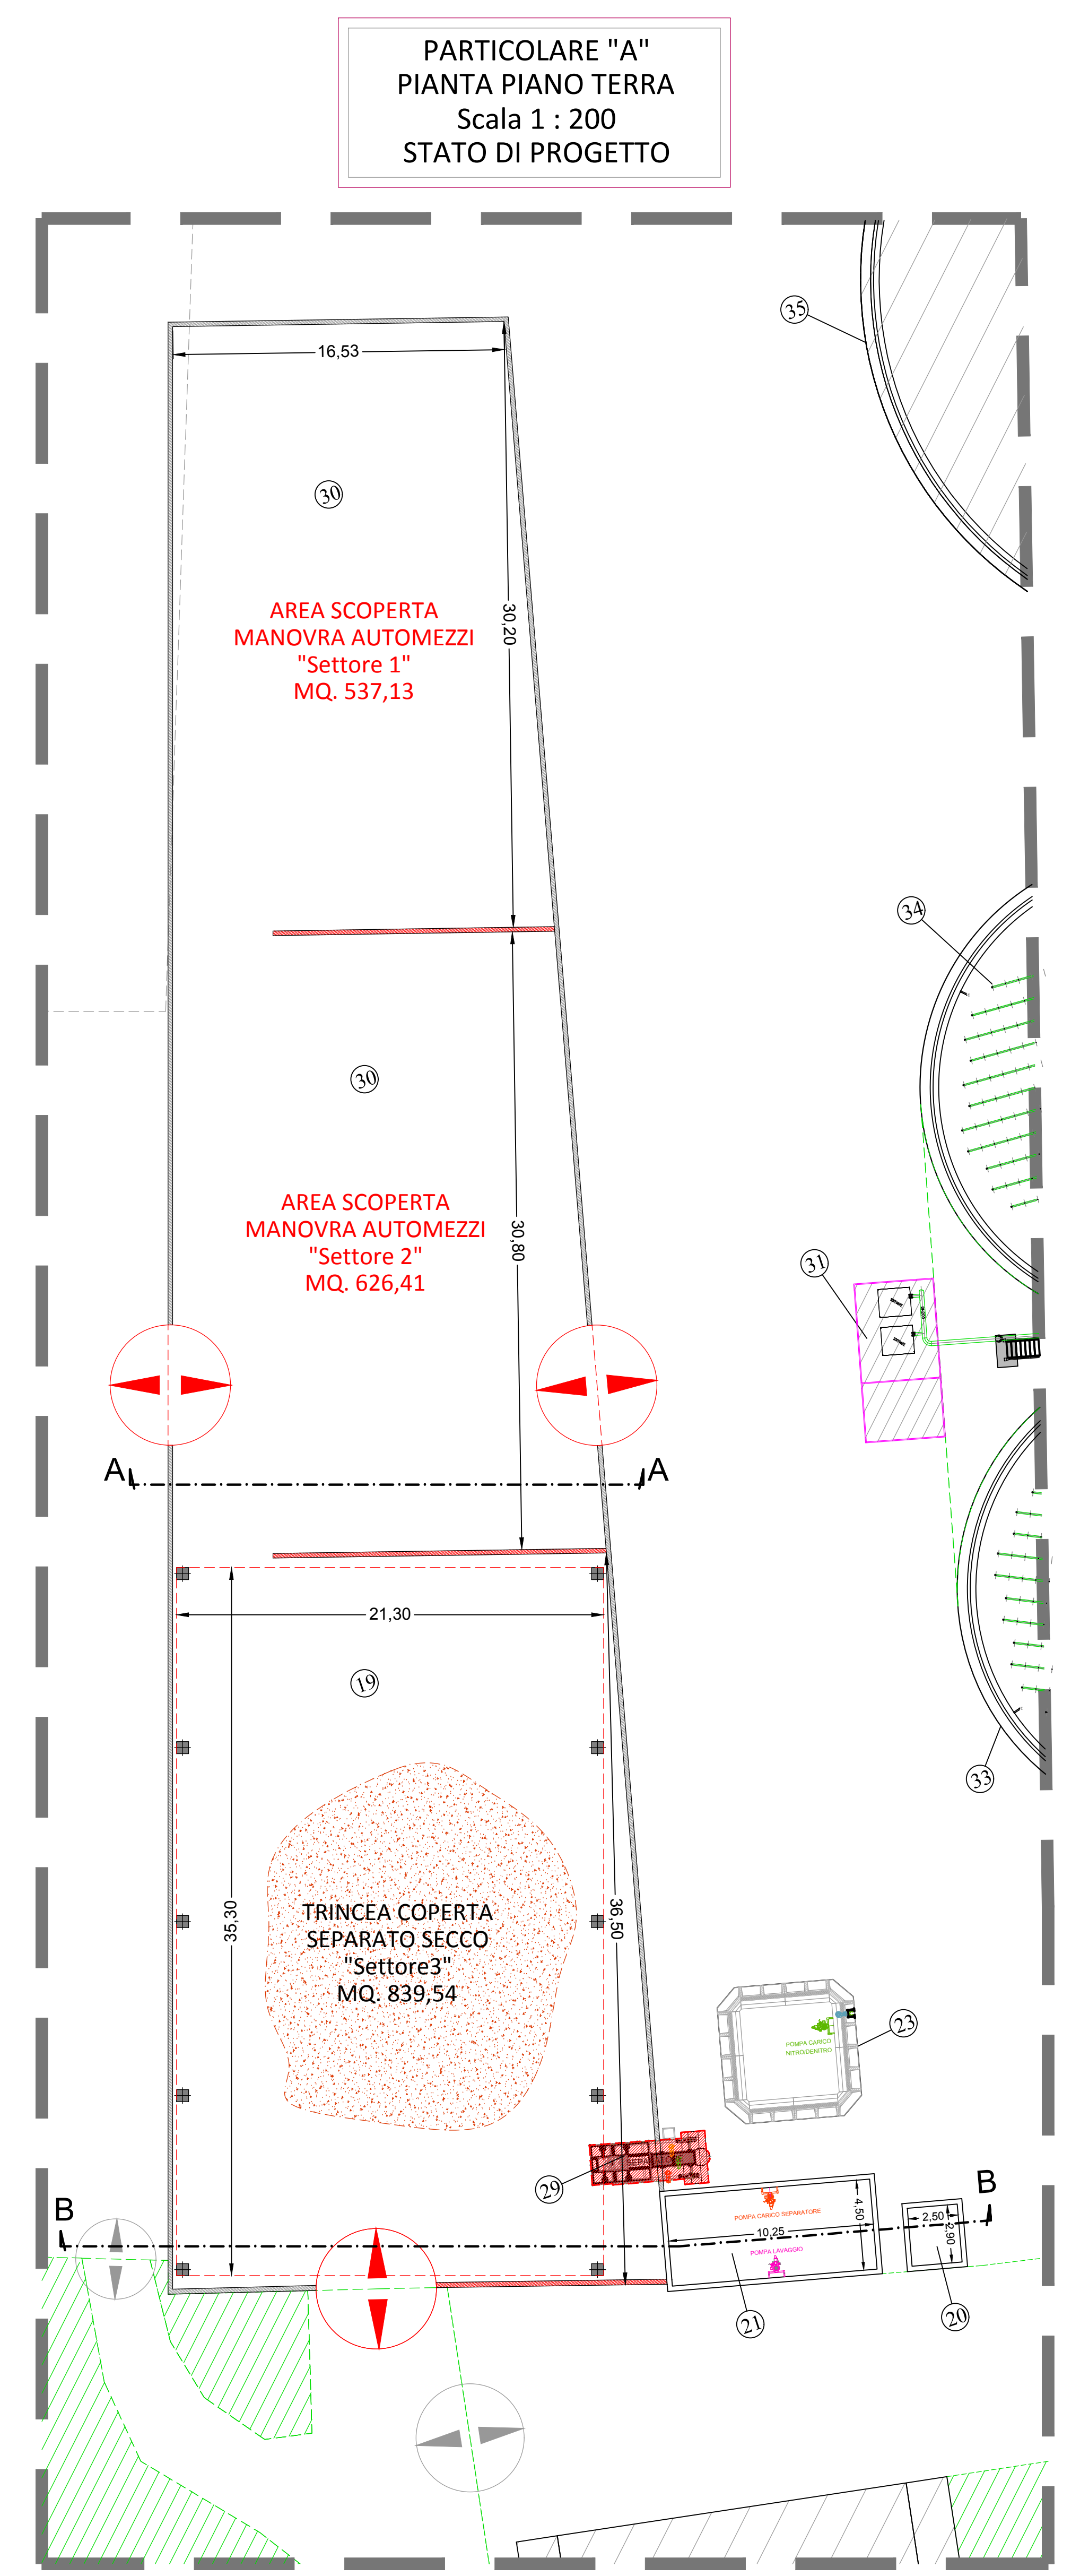 PARTICOLARE "A"
PIANTA PIANO TERRA
Scala 1 : 200
STATO DI PROGETTO
35
16,53
30
30,20
AREA SCOPERTA
MANOVRA AUTOMEZZI
"Settore 1"
MQ. 537,13
34
30
AREA SCOPERTA
MANOVRA AUTOMEZZI
"Settore 2"
MQ. 626,41
30,80
31
A
A
21,30
19
33
35,30
36,50
TRINCEA COPERTA
SEPARATO SECCO
"Settore3"
MQ. 839,54
23
POMPA CARICO
NITRO/DENITRO
29
B
B
POMPA CARICO SEPARATORE
4,50
10,25
2,50
2,90
POMPA LAVAGGIO
21
20